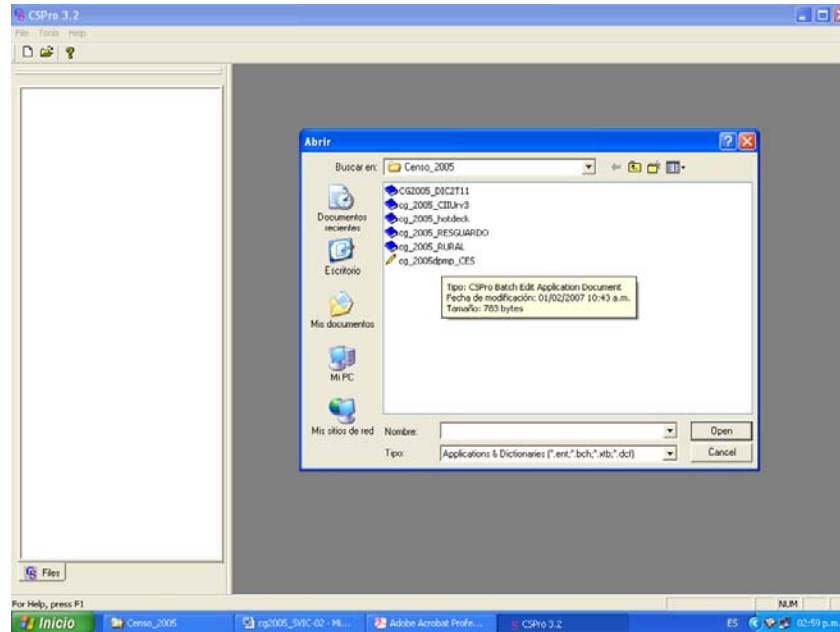 CSPro 3.2
File Tools Help
Abrir
Buscar en: Censo_2005
Documentos recientes
Escritorio
Mis documentos
Mi PC
Mis sitios de red
CG2005_DIC2T11
cg_2005_CIIUrv3
cg_2005_hotdeck
cg_2005_RESGUARDO
cg_2005_RURAL
cg_2005dpmp_CES
Tipo: CSPro Batch Edit Application Document
Fecha de modificación: 01/02/2007 10:43 a.m.
Tamaño: 783 bytes
Nombre:
Open
Tipo: Applications & Dictionaries (*.ent;*.bch;*.xtb;*.dcf)
Cancel
Files
For Help, press F1
NUM
Inicio
Censo_2005
cg2005_SVIC-02 - Mi...
Adobe Acrobat Profe...
CSPro 3.2
ES
02:59 p.m.